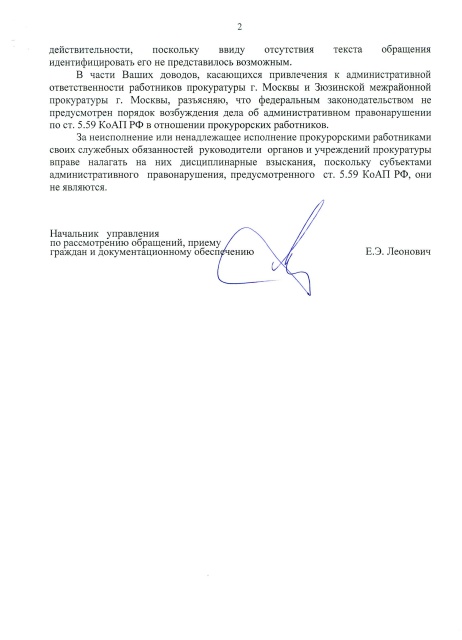 2
действительности, поскольку ввиду отсутствия текста обращения
идентифицировать его не представилось возможным.
В части Ваших доводов, касающихся привлечения к административной
ответственности работников прокуратуры г. Москвы и Зюзинской межрайонной
прокуратуры г. Москвы, разъясняю, что федеральным законодательством не
предусмотрен порядок возбуждения дела об административном правонарушении
по ст. 5.59 КоАП РФ в отношении прокурорских работников.
За неисполнение или ненадлежащее исполнение прокурорскими работниками
своих служебных обязанностей руководители органов и учреждений прокуратуры
вправе налагать на них дисциплинарные взыскания, поскольку субъектами
административного правонарушения, предусмотренного ст. 5.59 КоАП РФ, они
не являются.
Начальник управления
по рассмотрению обращений, приему
граждан и документационному обеспечению Е.Э. Леонович